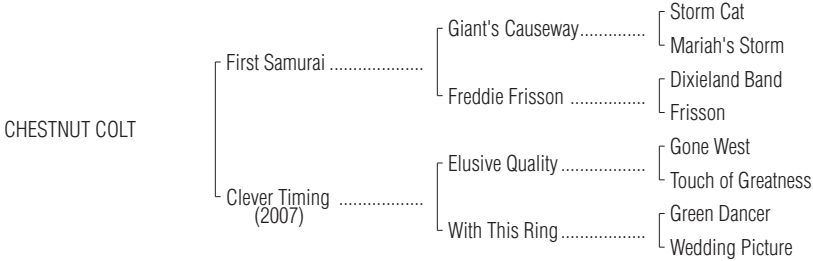 Storm Cat
Giant's Causeway..............
Mariah's Storm
First Samurai ....................
Dixieland Band
Freddie Frisson ................
Frisson
CHESTNUT COLT
Gone West
Elusive Quality ..................
Touch of Greatness
Clever Timing ..................
(2007)
Green Dancer
With This Ring..................
Wedding Picture